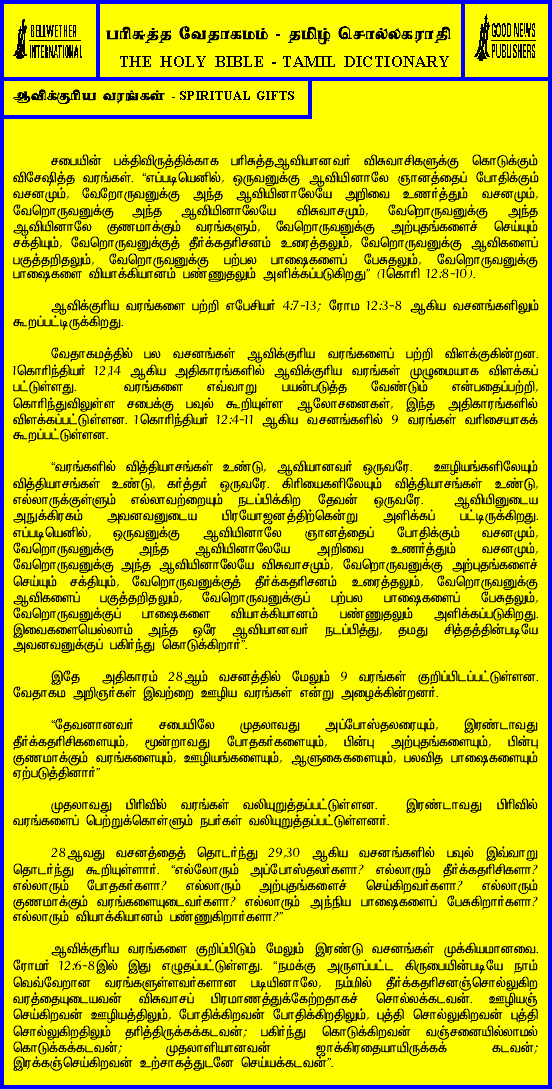 BELLWETHER
INTERNATIONAL
பரிசுத்த வேதாகமம் - தமிழ் சொல்லகராதி
THE HOLY BIBLE - TAMIL DICTIONARY
GOOD NEWS
PUBLISHERS
ஆவிக்குரிய வரங்கள் - SPIRITUAL GIFTS
சபையின் பக்திவிருத்திக்காக பரிசுத்தஆவியானவர் விசுவாசிகளுக்கு கொடுக்கும்
விசேஷித்த வரங்கள். “எப்படியெனில், ஒருவனுக்கு ஆவியினாலே ஞானத்தைப் போதிக்கும்
வசனமும், வேறொருவனுக்கு அந்த ஆவியினாலேயே அறிவை உணர்த்தும் வசனமும்,
வேறொருவனுக்கு அந்த ஆவியினாலேயே விசுவாசமும், வேறொருவனுக்கு அந்த
ஆவியினாலே குணமாக்கும் வரங்களும், வேறொருவனுக்கு அற்புதங்களைச் செய்யும்
சக்தியும், வேறொருவனுக்குத் தீர்க்கதரிசனம் உரைத்தலும், வேறொருவனுக்கு ஆவிகளைப்
பகுத்தறிதலும், வேறொருவனுக்கு பற்பல பாஷைகளைப் பேசுதலும், வேறொருவனுக்கு
பாஷைகளை வியாக்கியானம் பண்ணுதலும் அளிக்கப்படுகிறது” (1கொரி 12:8-10).
ஆவிக்குரிய வரங்களை பற்றி எபேசியர் 4:7-13; ரோம 12:3-8 ஆகிய வசனங்களிலும்
கூறப்பட்டிருக்கிறது.
வேதாகமத்தில் பல வசனங்கள் ஆவிக்குரிய வரங்களைப் பற்றி விளக்குகின்றன.
1கொரிந்தியர் 12,14 ஆகிய அதிகாரங்களில் ஆவிக்குரிய வரங்கள் முழுமையாக விளக்கப்
பட்டுள்ளது. வரங்களை எவ்வாறு பயன்படுத்த வேண்டும் என்பதைப்பற்றி,
கொரிந்துவிலுள்ள சபைக்கு பவுல் கூறியுள்ள ஆலோசனைகள், இந்த அதிகாரங்களில்
விளக்கப்பட்டுள்ளன. 1கொரிந்தியர் 12:4-11 ஆகிய வசனங்களில் 9 வரங்கள் வரிசையாகக்
கூறப்பட்டுள்ளன.
“வரங்களில் வித்தியாசங்கள் உண்டு, ஆவியானவர் ஒருவரே. ஊழியங்களிலேயும்
வித்தியாசங்கள் உண்டு, கர்த்தர் ஒருவரே. கிரியைகளிலேயும் வித்தியாசங்கள் உண்டு,
எல்லாருக்குள்ளும் எல்லாவற்றையும் நடப்பிக்கிற தேவன் ஒருவரே. ஆவியினுடைய
அநுக்கிரகம் அவனவனுடைய பிரயோஜனத்திற்கென்று அளிக்கப் பட்டிருக்கிறது.
எப்படியெனில், ஒருவனுக்கு ஆவியினாலே ஞானத்தைப் போதிக்கும் வசனமும்,
வேறொருவனுக்கு அந்த ஆவியினாலேயே அறிவை உணர்த்தும் வசனமும்,
வேறொருவனுக்கு அந்த ஆவியினாலேயே விசுவாசமும், வேறொருவனுக்கு அற்புதங்களைச்
செய்யும் சக்தியும், வேறொருவனுக்குத் தீர்க்கதரிசனம் உரைத்தலும், வேறொருவனுக்கு
ஆவிகளைப் பகுத்தறிதலும், வேறொருவனுக்குப் பற்பல பாஷைகளைப் பேசுதலும்,
வேறொருவனுக்குப் பாஷைகளை வியாக்கியானம் பண்ணுதலும் அளிக்கப்படுகிறது.
இவைகளையெல்லாம் அந்த ஒரே ஆவியானவர் நடப்பித்து, தமது சித்தத்தின்படியே
அவனவனுக்குப் பகிர்ந்து கொடுக்கிறார்”.
இதே அதிகாரம் 28ஆம் வசனத்தில் மேலும் 9 வரங்கள் குறிப்பிடப்பட்டுள்ளன.
வேதாகம அறிஞர்கள் இவற்றை ஊழிய வரங்கள் என்று அழைக்கின்றனர்.
“தேவனானவர் சபையிலே முதலாவது அப்போஸ்தலரையும், இரண்டாவது
தீர்க்கதரிசிகளையும், மூன்றாவது போதகர்களையும், பின்பு அற்புதங்களையும், பின்பு
குணமாக்கும் வரங்களையும், ஊழியங்களையும், ஆளுகைகளையும், பலவித பாஷைகளையும்
ஏற்படுத்தினார்”
முதலாவது பிரிவில் வரங்கள் வலியுறுத்தப்பட்டுள்ளன. இரண்டாவது பிரிவில்
வரங்களைப் பெற்றுக்கொள்ளும் நபர்கள் வலியுறுத்தப்பட்டுள்ளனர்.
28ஆவது வசனத்தைத் தொடர்ந்து 29,30 ஆகிய வசனங்களில் பவுல் இவ்வாறு
தொடர்ந்து கூறியுள்ளார். “எல்லோரும் அப்போஸ்தலர்களா? எல்லாரும் தீர்க்கதரிசிகளா?
எல்லாரும் போதகர்களா? எல்லாரும் அற்புதங்களைச் செய்கிறவர்களா? எல்லாரும்
குணமாக்கும் வரங்களையுடைவர்களா? எல்லாரும் அந்நிய பாஷைகளைப் பேசுகிறார்களா?
எல்லாரும் வியாக்கியானம் பண்ணுகிறார்களா?”
ஆவிக்குரிய வரங்களை குறிப்பிடும் மேலும் இரண்டு வசனங்கள் முக்கியமானவை.
ரோமர் 12:6-8இல் இது எழுதப்பட்டுள்ளது. “நமக்கு அருளப்பட்ட கிருபையின்படியே நாம்
வெவ்வேறான வரங்களுள்ளவர்களான படியினாலே, நம்மில் தீர்க்கதரிசனஞ்சொல்லுகிற
வரத்தையுடையவன் விசுவாசப் பிரமாணத்துக்கேற்றதாகச் சொல்லக்கடவன். ஊழியஞ்
செய்கிறவன் ஊழியத்திலும், போதிக்கிறவன் போதிக்கிறதிலும், புத்தி சொல்லுகிறவன் புத்தி
சொல்லுகிறதிலும் தரித்திருக்கக்கடவன்; பகிர்ந்து கொடுக்கிறவன் வஞ்சனையில்லாமல்
கொடுக்கக்கடவன்; முதலாளியானவன் ஜாக்கிரதையாயிருக்கக் கடவன்;
இரக்கஞ்செய்கிறவன் உற்சாகத்துடனே செய்யக்கடவன்”.